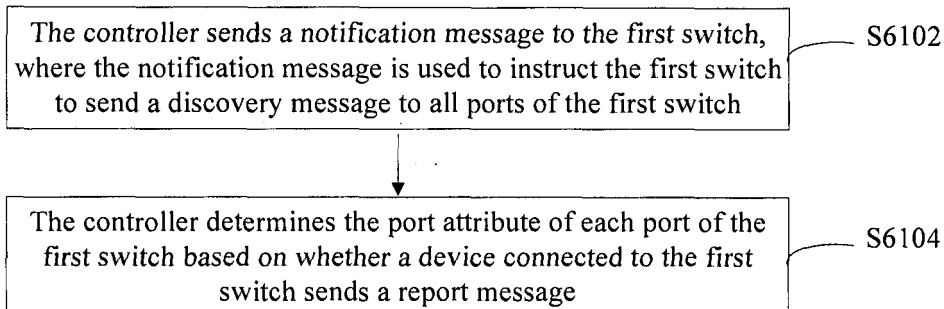 The controller sends a notification message to the first switch,
where the notification message is used to instruct the first switch
to send a discovery message to all ports of the first switch
S6102
The controller determines the port attribute of each port of the
first switch based on whether a device connected to the first
switch sends a report message
S6104